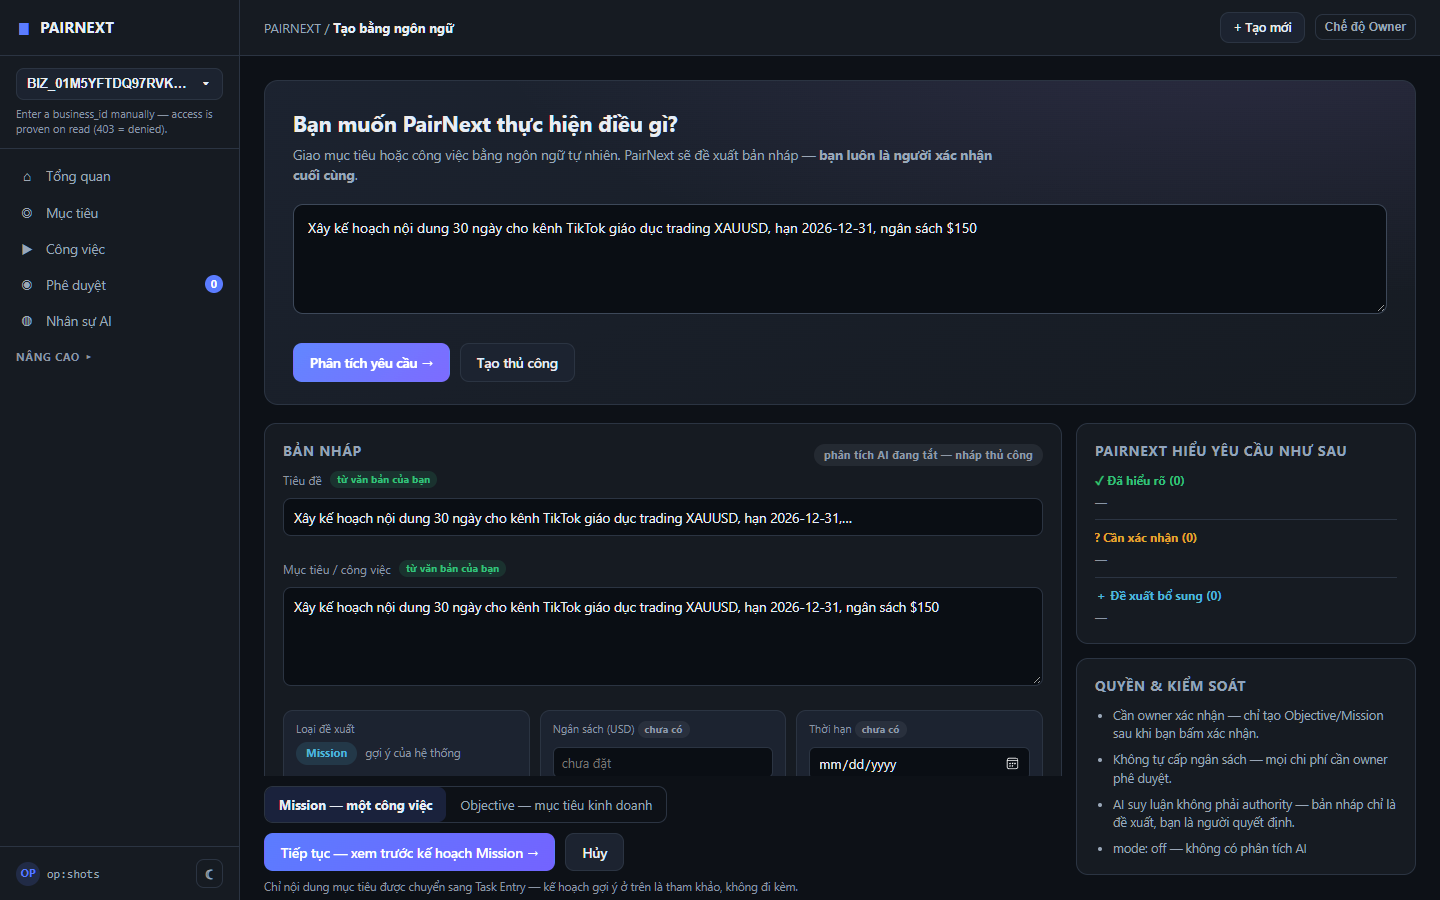 PAIRNEXT
BIZ_01M5YFTDQ97RVK...
Enter a business_id manually — access is
proven on read (403 = denied).
Tổng quan
Mục tiêu
Công việc
Phê duyệt
0
Nhân sự AI
NÂNG CAO
OP op:shots
PAIRNEXT / Tạo bằng ngôn ngữ
+ Tạo mới
Chế độ Owner
Bạn muốn PairNext thực hiện điều gì?
Giao mục tiêu hoặc công việc bằng ngôn ngữ tự nhiên. PairNext sẽ đề xuất bản nháp — bạn luôn là người xác nhận
cuối cùng.
Xây kế hoạch nội dung 30 ngày cho kênh TikTok giáo dục trading XAUUSD, hạn 2026-12-31, ngân sách $150
Phân tích yêu cầu →
Tạo thủ công
BẢN NHÁP
phân tích AI đang tắt — nháp thủ công
Tiêu đề từ văn bản của bạn
Xây kế hoạch nội dung 30 ngày cho kênh TikTok giáo dục trading XAUUSD, hạn 2026-12-31,...
Mục tiêu / công việc từ văn bản của bạn
Xây kế hoạch nội dung 30 ngày cho kênh TikTok giáo dục trading XAUUSD, hạn 2026-12-31, ngân sách $150
Loại đề xuất
Mission gợi ý của hệ thống
Ngân sách (USD) chưa có
chưa đặt
Thời hạn chưa có
mm/dd/yyyy
Mission — một công việc
Objective — mục tiêu kinh doanh
Tiếp tục — xem trước kế hoạch Mission →
Hủy
Chỉ nội dung mục tiêu được chuyển sang Task Entry — kế hoạch gợi ý ở trên là tham khảo, không đi kèm.
PAIRNEXT HIỂU YÊU CẦU NHƯ SAU
✓ Đã hiểu rõ (0)
—
? Cần xác nhận (0)
—
+ Đề xuất bổ sung (0)
—
QUYỀN & KIỂM SOÁT
• Cần owner xác nhận — chỉ tạo Objective/Mission
sau khi bạn bấm xác nhận.
• Không tự cấp ngân sách — mọi chi phí cần owner
phê duyệt.
• AI suy luận không phải authority — bản nháp chỉ là
đề xuất, bạn là người quyết định.
• mode: off — không có phân tích AI